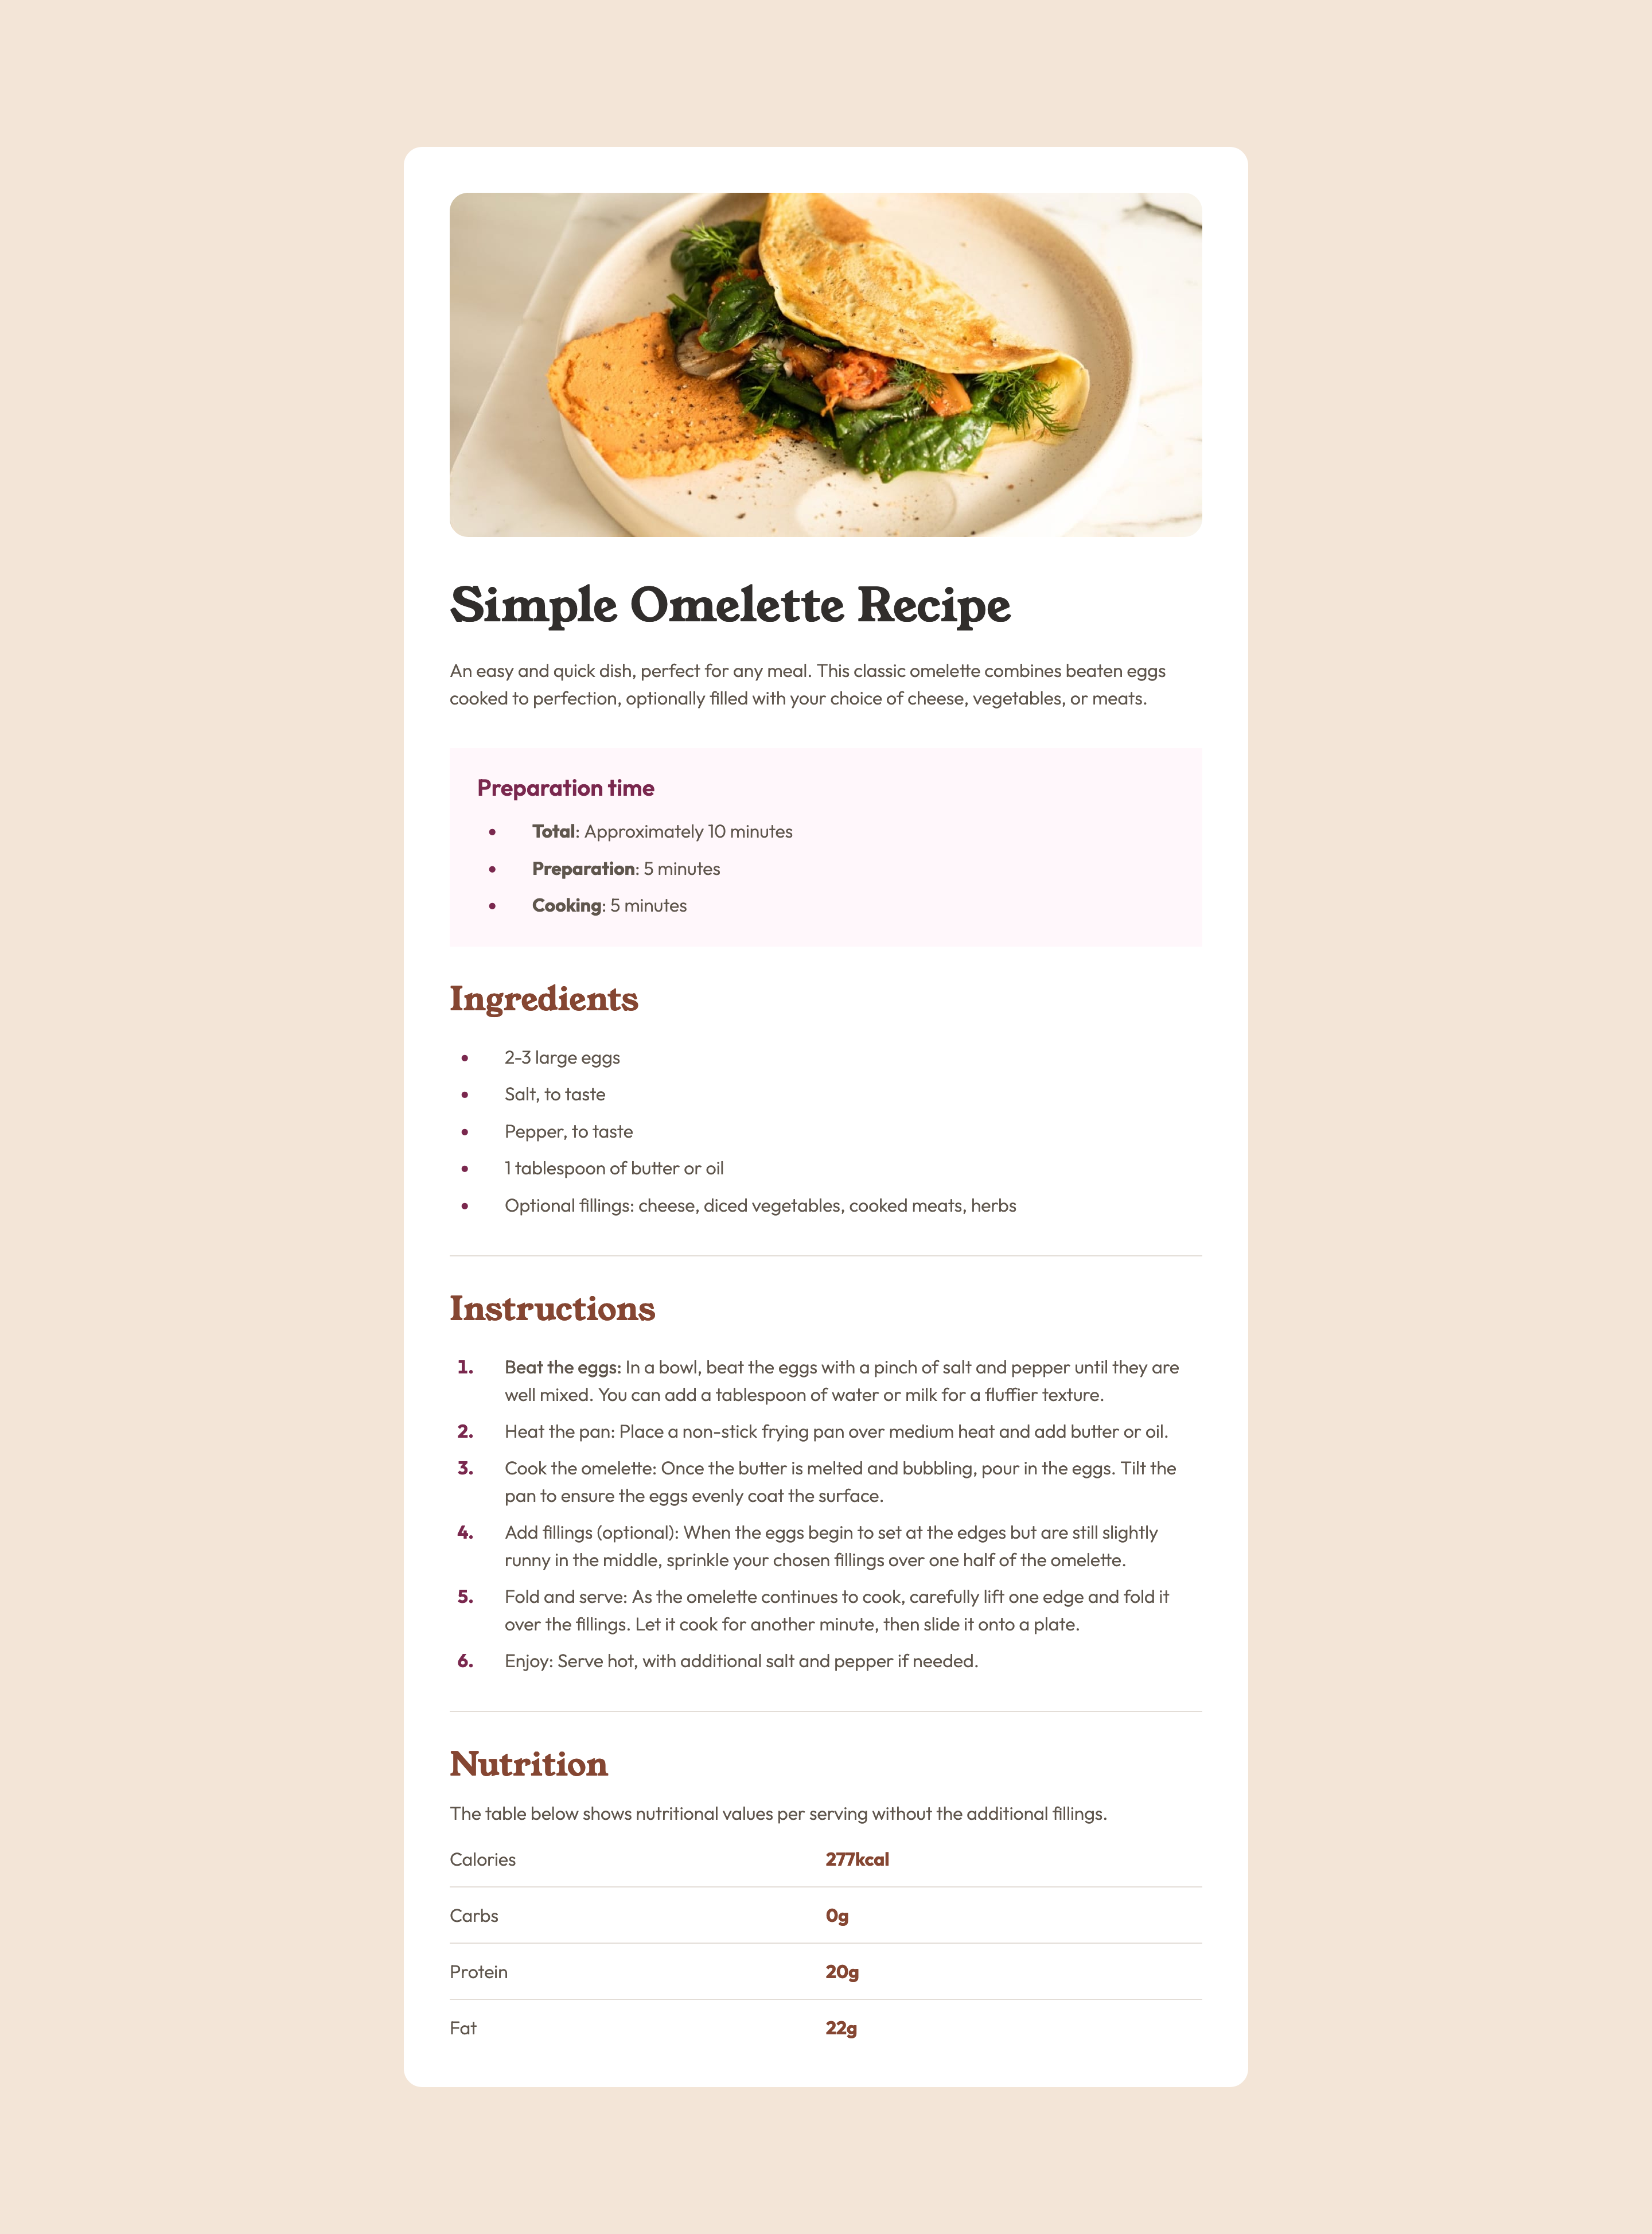 Simple Omelette Recipe
An easy and quick dish, perfect for any meal. This classic omelette combines beaten eggs
cooked to perfection, optionally filled with your choice of cheese, vegetables, or meats.
Preparation time
• Total: Approximately 10 minutes
• Preparation: 5 minutes
• Cooking: 5 minutes
Ingredients
• 2-3 large eggs
• Salt, to taste
• Pepper, to taste
• 1 tablespoon of butter or oil
• Optional fillings: cheese, diced vegetables, cooked meats, herbs
Instructions
1. Beat the eggs: In a bowl, beat the eggs with a pinch of salt and pepper until they are
well mixed. You can add a tablespoon of water or milk for a fluffier texture.
2. Heat the pan: Place a non-stick frying pan over medium heat and add butter or oil.
3. Cook the omelette: Once the butter is melted and bubbling, pour in the eggs. Tilt the
pan to ensure the eggs evenly coat the surface.
4. Add fillings (optional): When the eggs begin to set at the edges but are still slightly
runny in the middle, sprinkle your chosen fillings over one half of the omelette.
5. Fold and serve: As the omelette continues to cook, carefully lift one edge and fold it
over the fillings. Let it cook for another minute, then slide it onto a plate.
6. Enjoy: Serve hot, with additional salt and pepper if needed.
Nutrition
The table below shows nutritional values per serving without the additional fillings.
Calories 277kcal
Carbs 0g
Protein 20g
Fat 22g